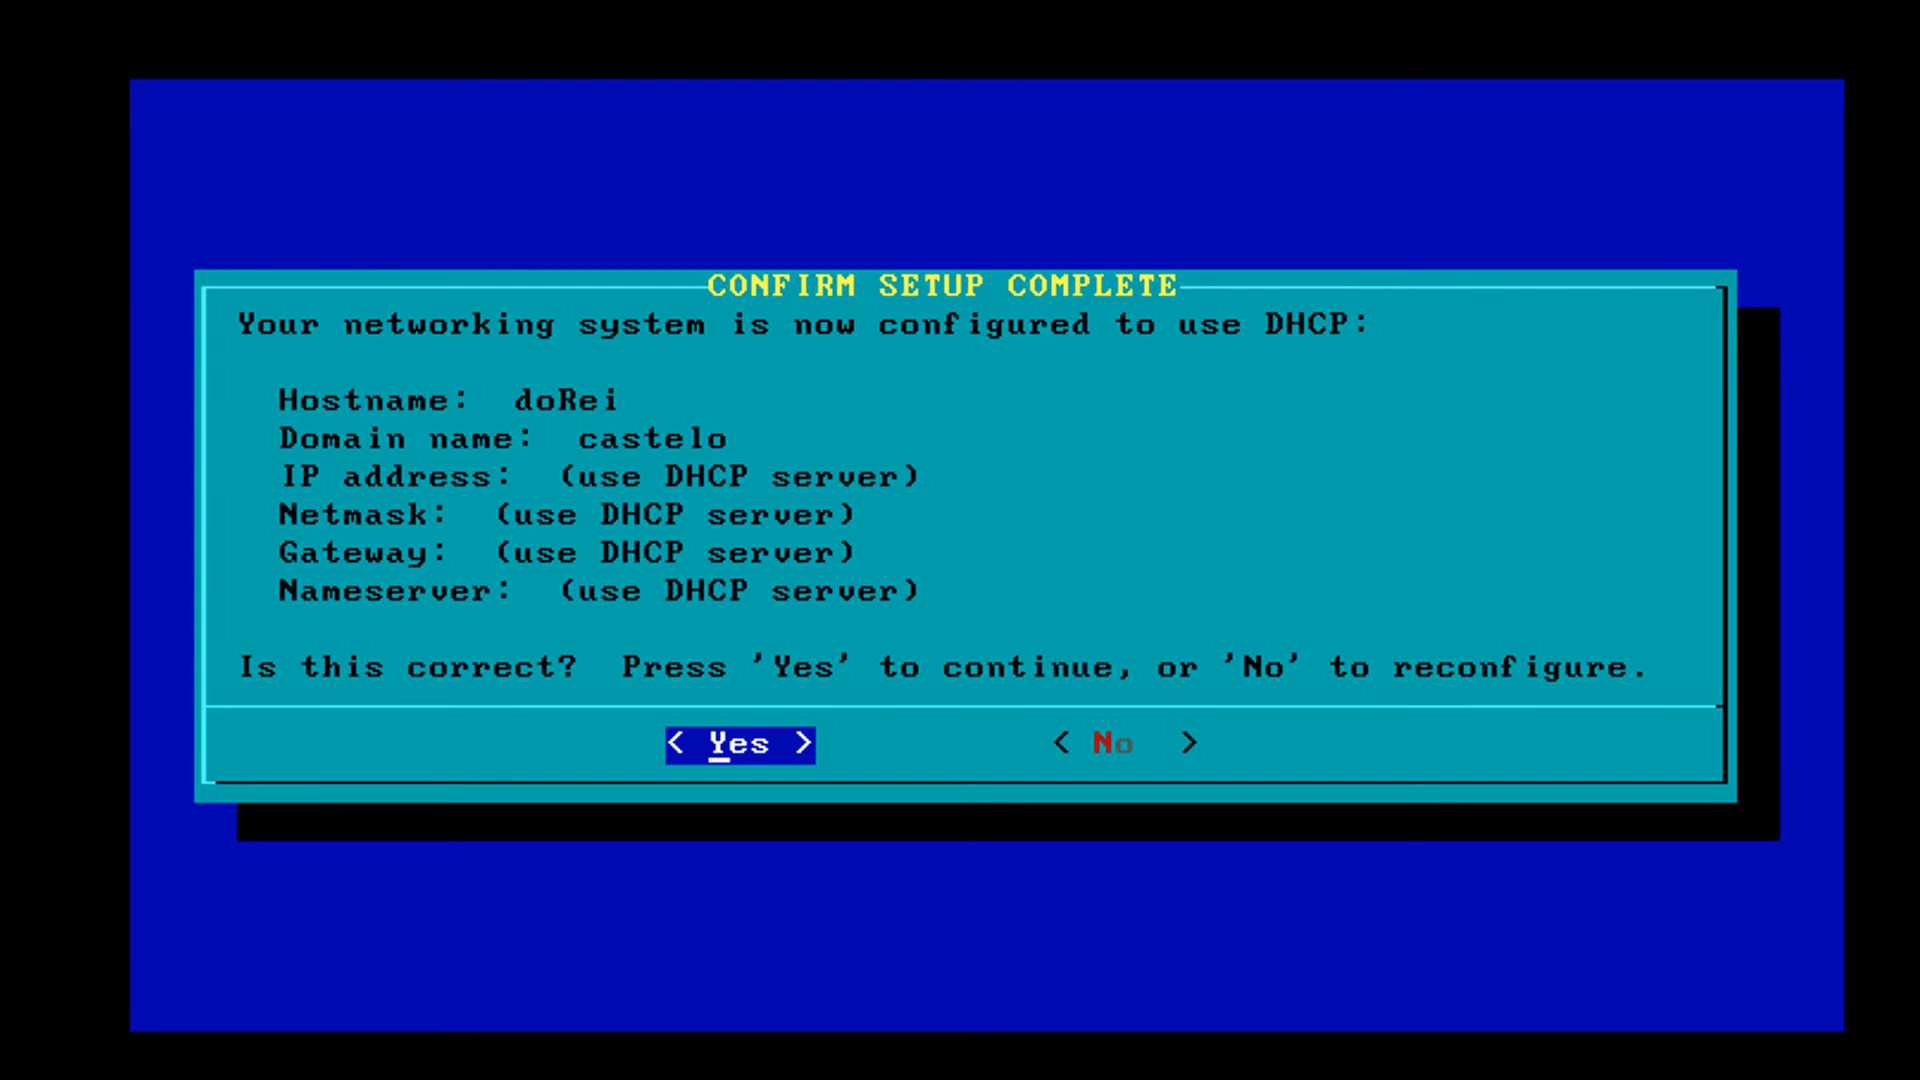 CONFIRM SETUP COMPLETE
Your networking system is now configured to use DHCP:
Hostname: doRei
Domain name: castelo
IP address: (use DHCP server)
Netmask: (use DHCP server)
Gateway: (use DHCP server)
Nameserver: (use DHCP server)
Is this correct? Press 'Yes' to continue, or 'No' to reconfigure.
< Yes > < No >